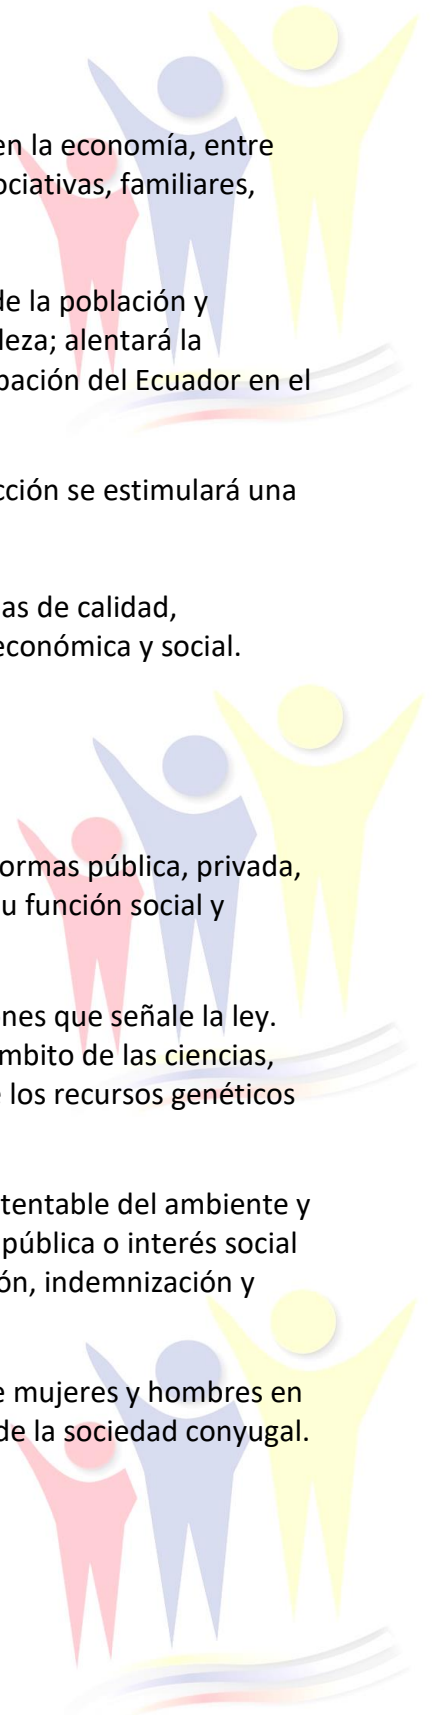 en la economía, entre
ociativas, familiares,
de la población y
leza; alentará la
pación del Ecuador en el
cción se estimulará una
as de calidad,
económica y social.
ormas pública, privada,
u función social y
nes que señale la ley.
mbito de las ciencias,
e los recursos genéticos
tentable del ambiente y
pública o interés social
ón, indemnización y
e mujeres y hombres en
de la sociedad conyugal.